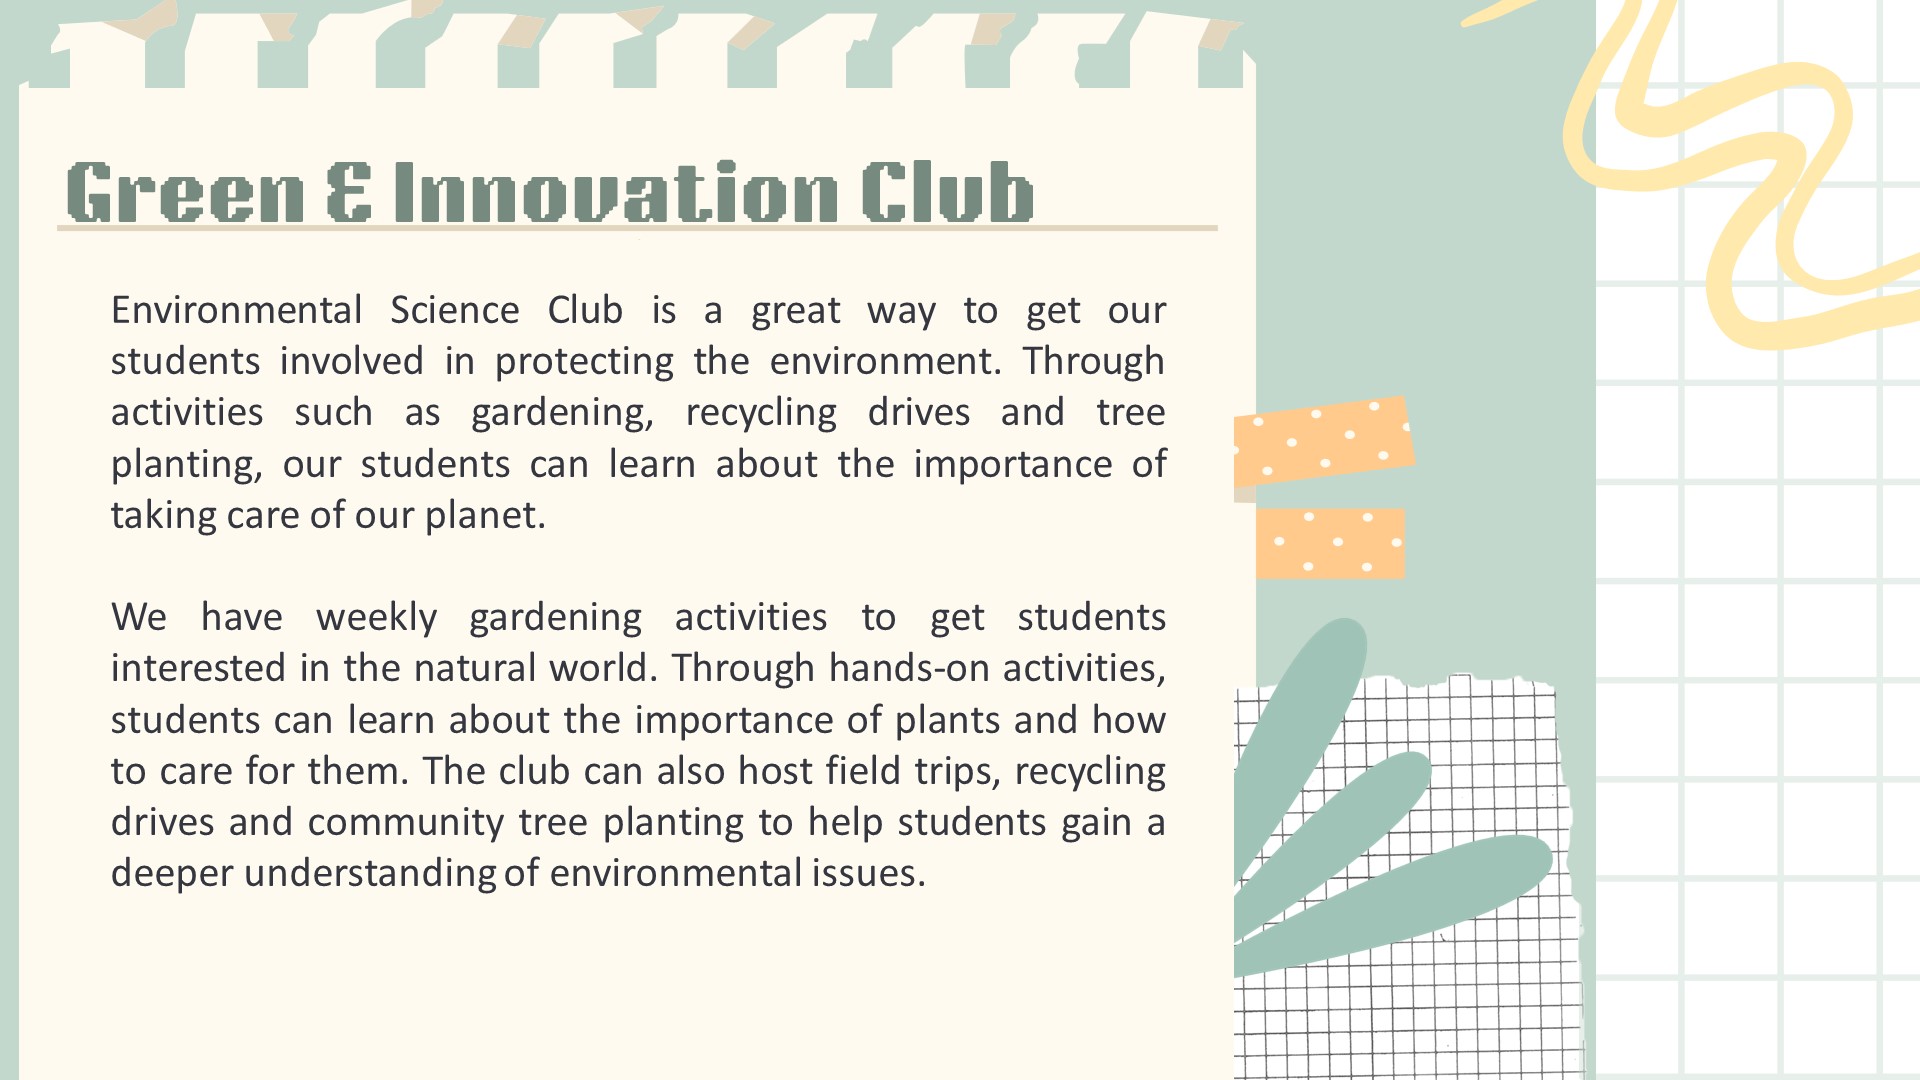 Green & Innovation Club
Environmental Science Club is a great way to get our
students involved in protecting the environment. Through
activities such as gardening, recycling drives and tree
planting, our students can learn about the importance of
taking care of our planet.
We have weekly gardening activities to get students
interested in the natural world. Through hands-on activities,
students can learn about the importance of plants and how
to care for them. The club can also host field trips, recycling
drives and community tree planting to help students gain a
deeper understanding of environmental issues.